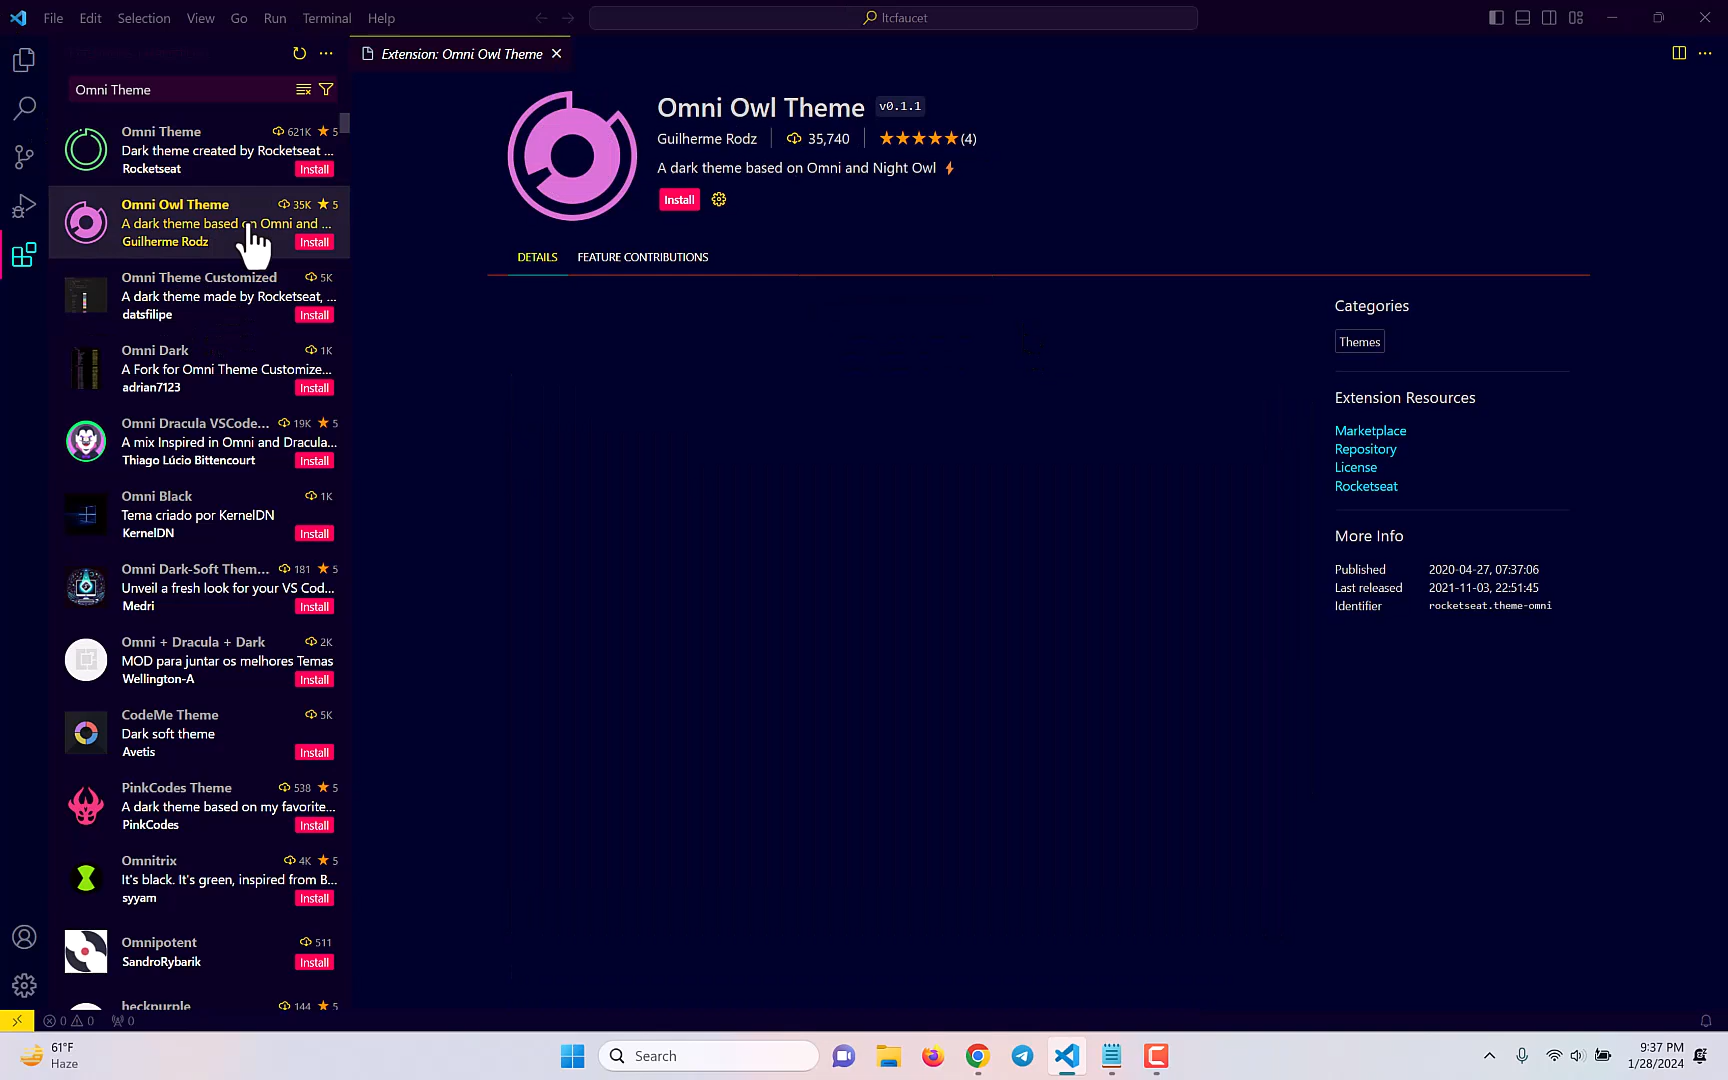 File Edit Selection View Go Run Terminal Help
ltcfaucet
Extension: Omni Owl Theme
Omni Theme
Omni Theme 621K 5
Dark theme created by Rocketseat ...
Rocketseat Install
Omni Owl Theme 35K 5
A dark theme based on Omni and ...
Guilherme Rodz Install
Omni Theme Customized 5K
A dark theme made by Rocketseat, ...
datsfilipe Install
Omni Dark 1K
A Fork for Omni Theme Customize...
adrian7123 Install
Omni Dracula VSCode... 19K 5
A mix Inspired in Omni and Dracula...
Thiago Lúcio Bittencourt Install
Omni Black 1K
Tema criado por KernelDN
KernelDN Install
Omni Dark-Soft Them... 181 5
Unveil a fresh look for your VS Cod...
Medri Install
Omni + Dracula + Dark 2K
MOD para juntar os melhores Temas
Wellington-A Install
CodeMe Theme 5K
Dark soft theme
Avetis Install
PinkCodes Theme 538 5
A dark theme based on my favorite...
PinkCodes Install
Omnitrix 4K 5
It's black. It's green, inspired from B...
syyam Install
Omnipotent 511
SandroRybarik Install
heckpurple 144 5
Omni Owl Theme v0.1.1
Guilherme Rodz 35,740 (4)
A dark theme based on Omni and Night Owl
Install
DETAILS FEATURE CONTRIBUTIONS
Categories
Themes
Extension Resources
Marketplace
Repository
License
Rocketseat
More Info
Published 2020-04-27, 07:37:06
Last released 2021-11-03, 22:51:45
Identifier rocketseat.theme-omni
0 0 0
61°F
Haze
Search
9:37 PM
1/28/2024